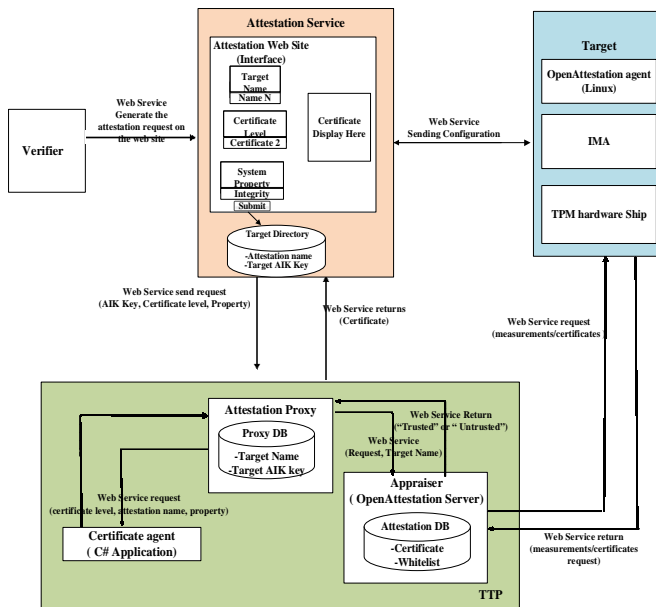 Attestation Service
Attestation Web Site
(Interface)
Target
Name
Name N
Certificate
Level
Certificate 2
System
Property
Integrity
Submit
Certificate
Display Here
Target Directory
-Attestation name
-Target AIK Key
Verifier
Web Srevice
Generate the
attestation request on
the web site
Web Service
Sending Configuration
Target
OpenAttestation agent
(Linux)
IMA
TPM hardware Ship
Web Service send request
(AIK Key, Certificate level, Property)
Web Service returns
(Certificate)
Web Service request
(measurements/certificates )
Attestation Proxy
Proxy DB
-Target Name
-Target AIK key
Web Service Return
("Trusted" or " Untrusted")
Web Service
(Request, Target Name)
Appraiser
( OpenAttestation Server)
Attestation DB
-Certificate
-Whitelist
Web Service request
(certificate level, attestation name, property)
Certificate agent
( C# Application)
Web Service return
(measurements/certificates
request)
TTP